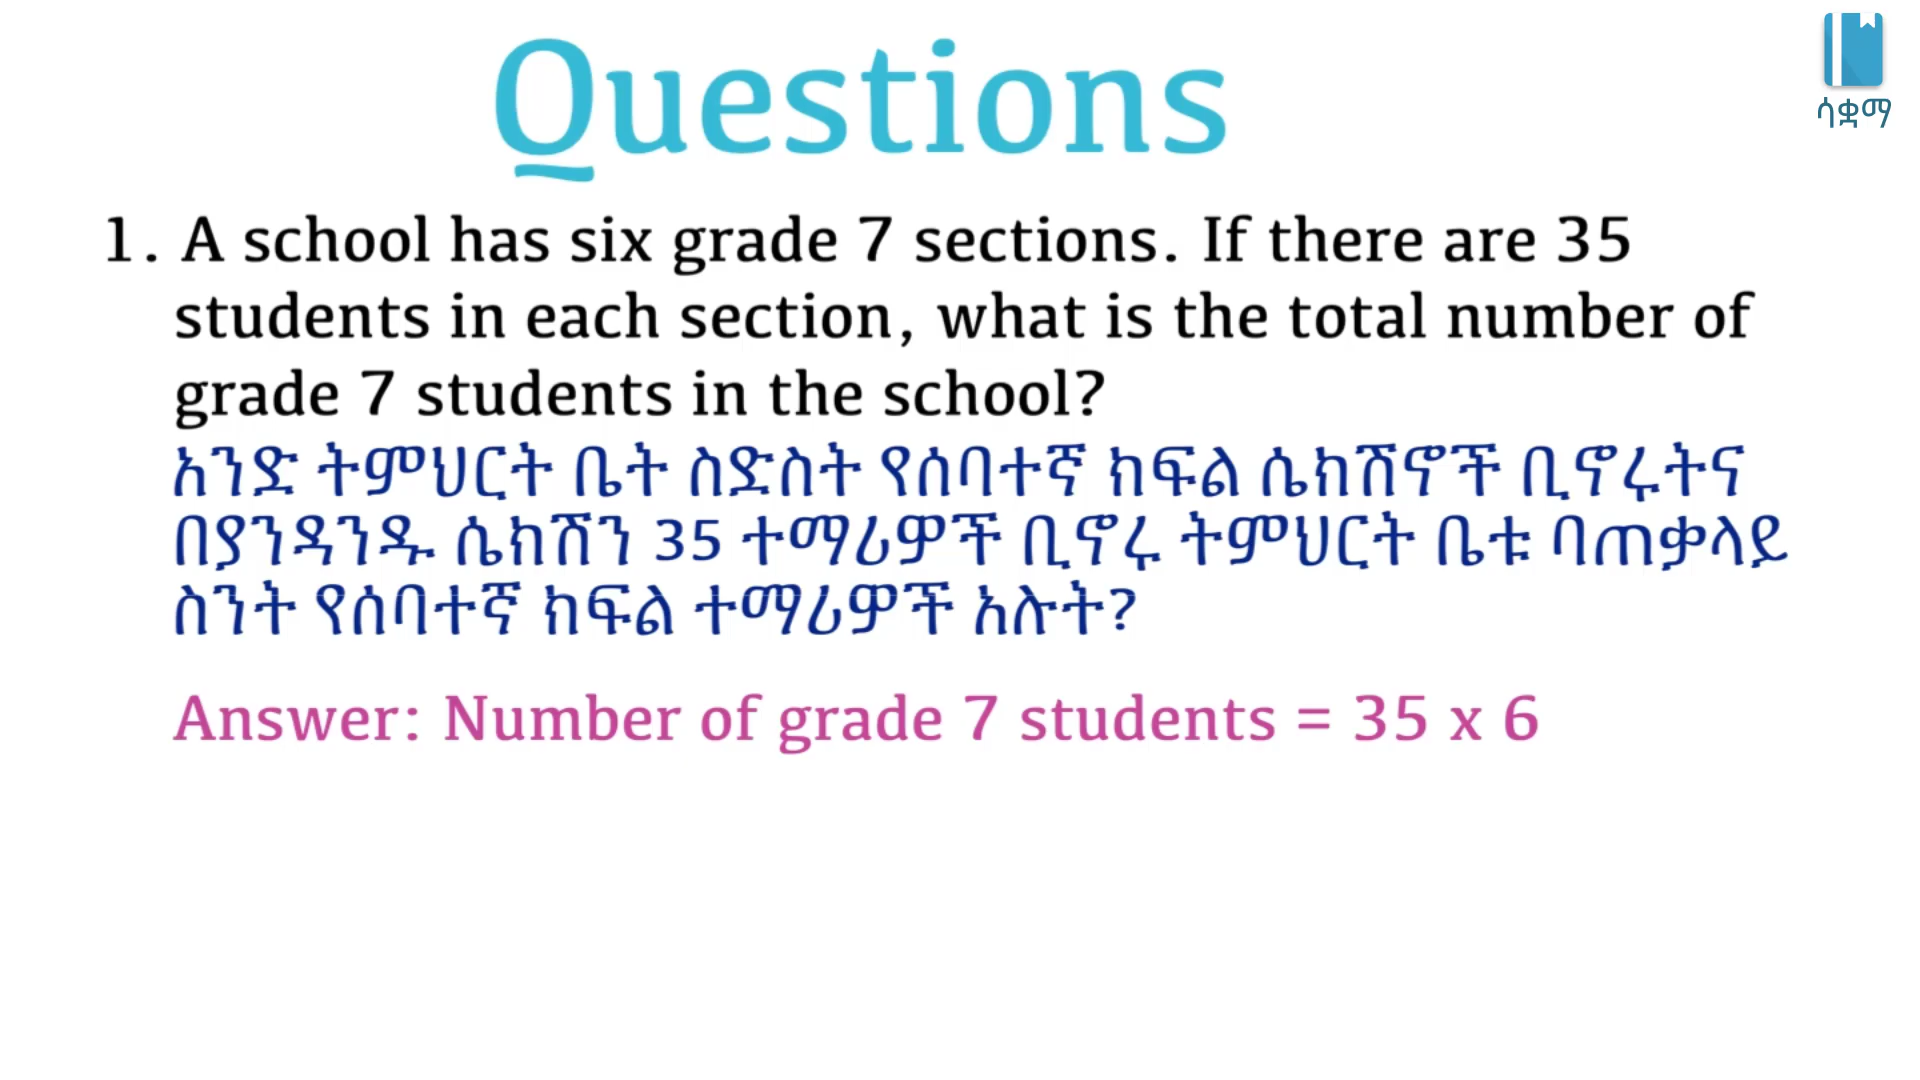 Questions
ሳቋማ
1. A school has six grade 7 sections. If there are 35
students in each section, what is the total number of
grade 7 students in the school?
አንድ ትምህርት ቤት ስድስት የሰባተኛ ክፍል ሴክሽኖች ቢኖሩትና
በያንዳንዱ ሴክሽን 35 ተማሪዎች ቢኖሩ ትምህርት ቤቱ ባጠቃላይ
ስንት የሰባተኛ ክፍል ተማሪዎች አሉት?
Answer: Number of grade 7 students = 35 x 6